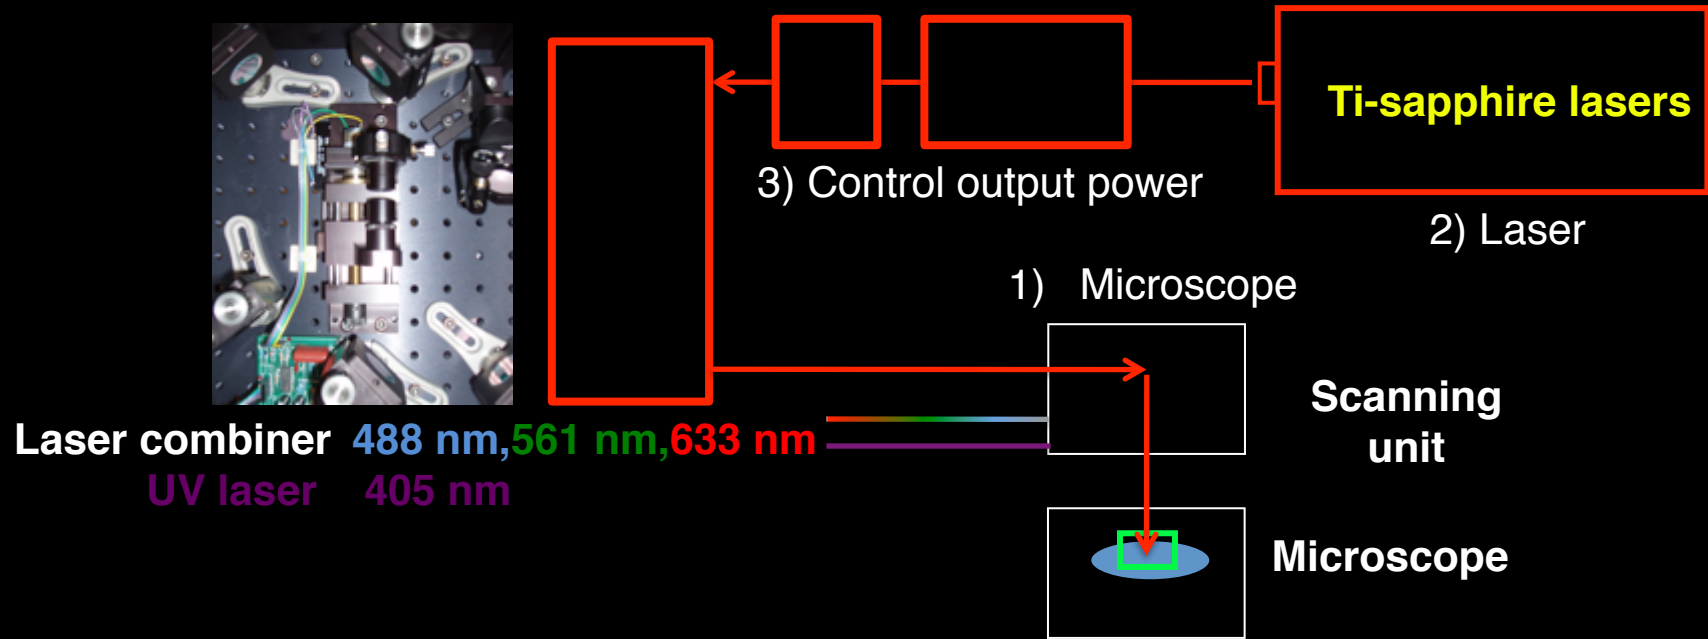 Ti-sapphire lasers
3) Control output power
2) Laser
1) Microscope
Scanning
unit
Laser combiner 488 nm,561 nm,633 nm
UV laser 405 nm
Microscope